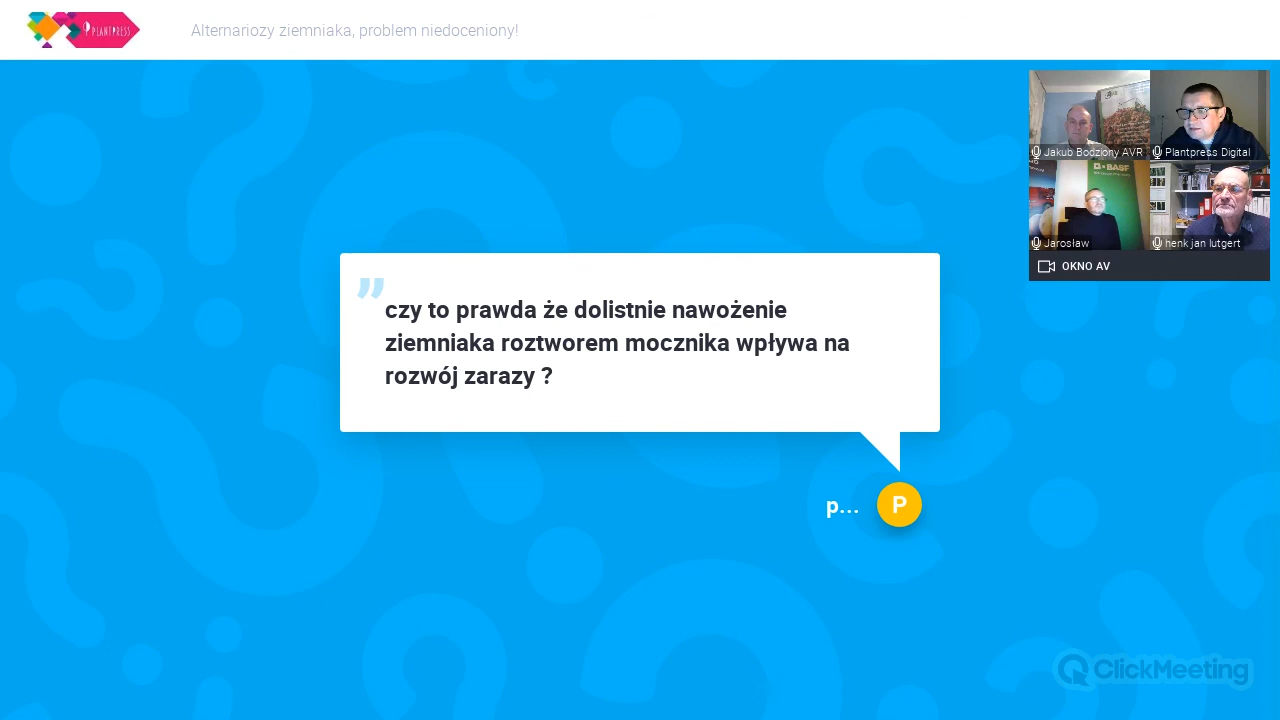 PLANTPRESS
Alternariozy ziemniaka, problem niedoceniony!
Jakub Bodziony AVR
Plantpress Digital
BASF
Jarosław
henk jan lutgert
OKNO AV
”
czy to prawda że dolistnie nawożenie
ziemniaka roztworem mocznika wpływa na
rozwój zarazy ?
p...
P
ClickMeeting